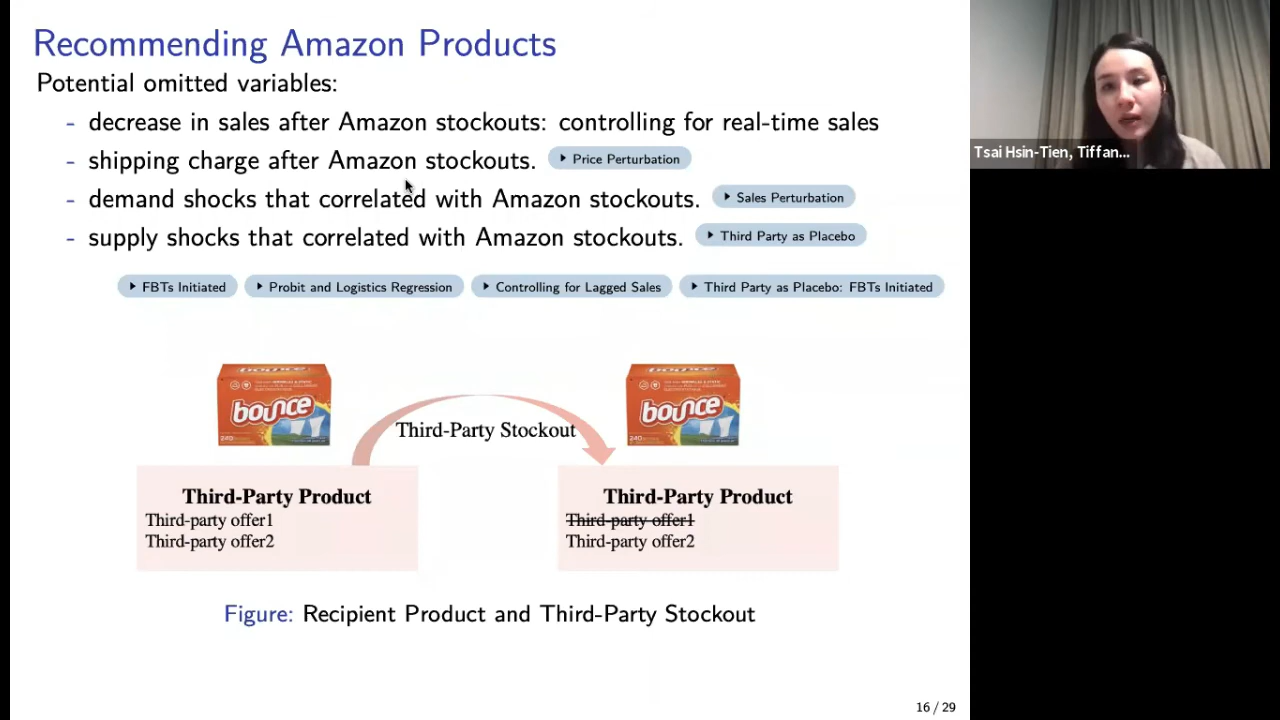 Recommending Amazon Products
Potential omitted variables:
- decrease in sales after Amazon stockouts: controlling for real-time sales
- shipping charge after Amazon stockouts. Price Perturbation
- demand shocks that correlated with Amazon stockouts. Sales Perturbation
- supply shocks that correlated with Amazon stockouts. Third Party as Placebo
FBTs Initiated Probit and Logistics Regression Controlling for Lagged Sales Third Party as Placebo: FBTs Initiated
bounce
240
bounce
240
Third-Party Stockout
Third-Party Product
Third-party offer1
Third-party offer2
Third-Party Product
Third-party offer1
Third-party offer2
Figure: Recipient Product and Third-Party Stockout
16 / 29
Tsai Hsin-Tien, Tiffan...